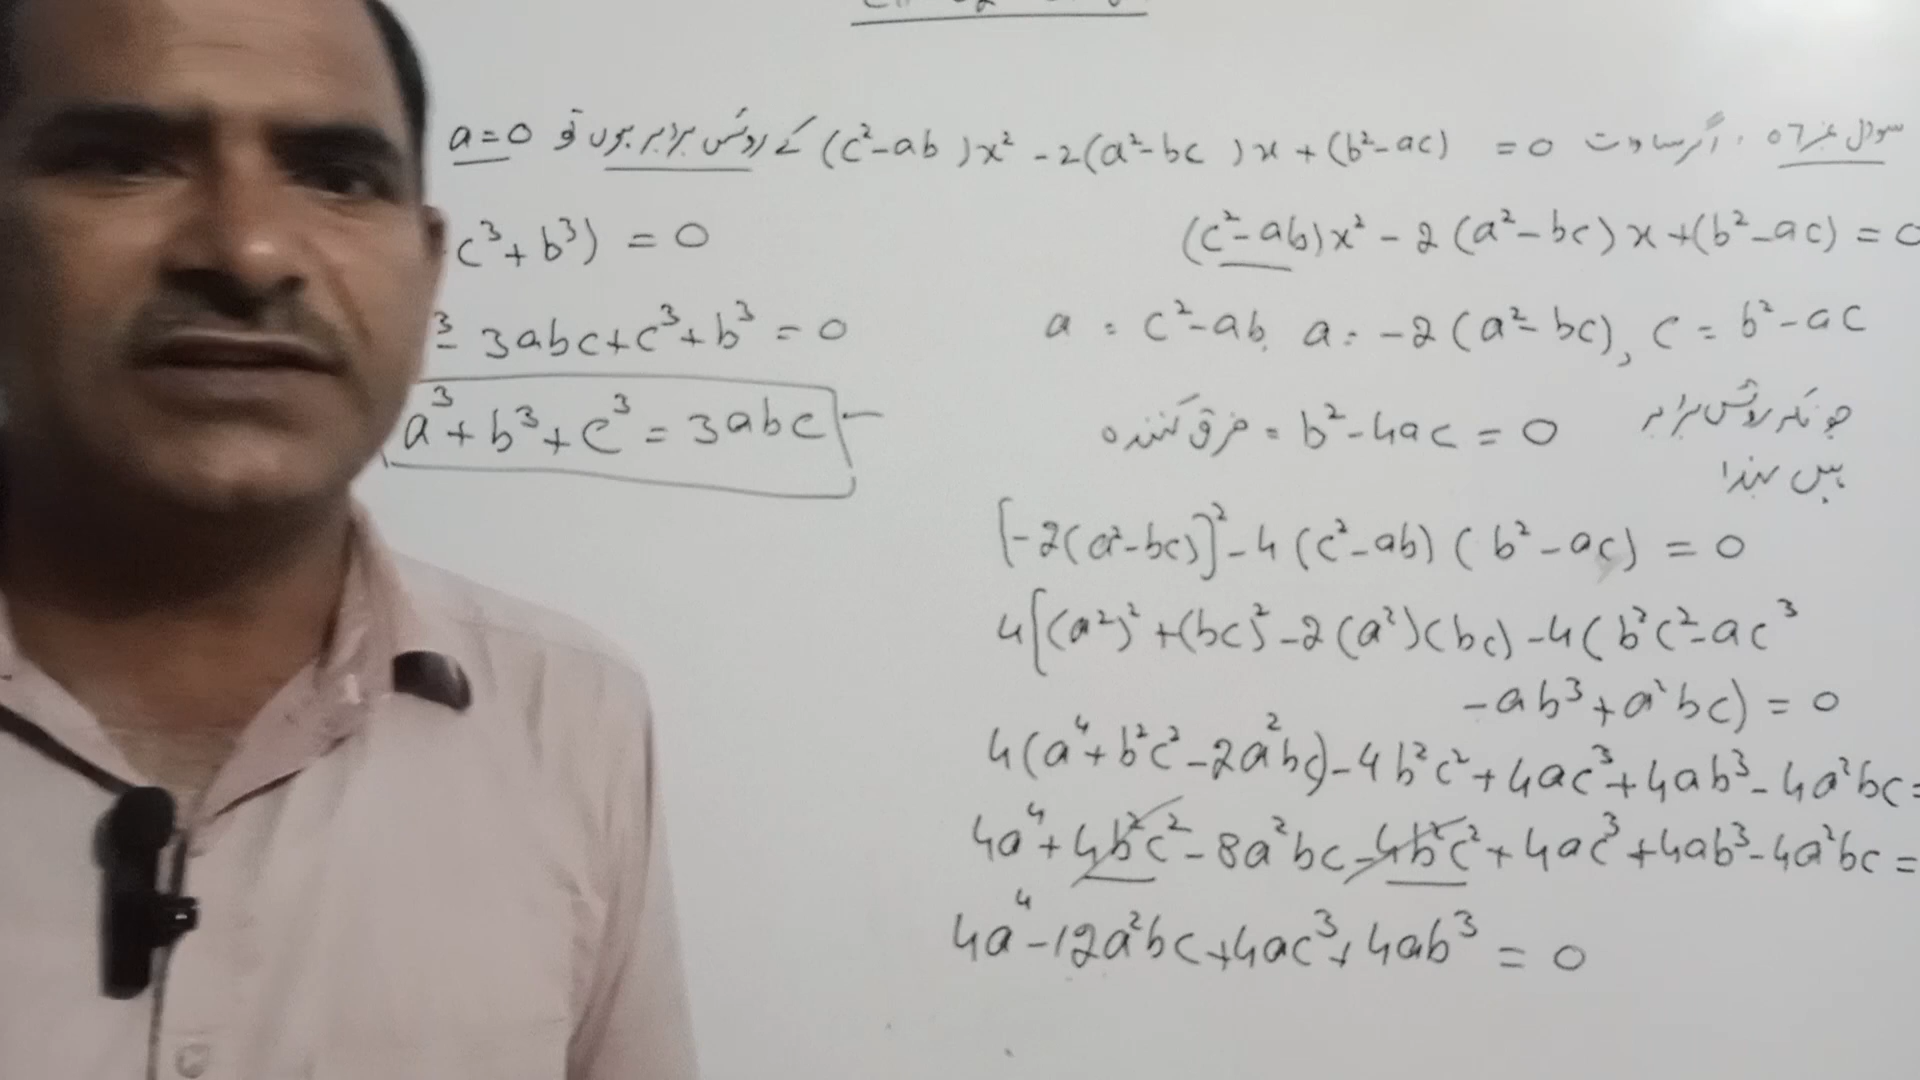 سوال نمبر 06 ، اگر مساوات (c²-ab)x² - 2(a²-bc)x + (b²-ac) = 0 کے روٹس برابر ہوں تو a=0
(c²-ab)x² - 2(a²-bc)x + (b²-ac) = 0
a = c²-ab, a = -2(a²-bc), c = b²-ac
چونکہ روٹس برابر
ہیں لہٰذا
فرق کنندہ = b²-4ac = 0
[-2(a²-bc)]² - 4(c²-ab)(b²-ac) = 0
4[(a²)² + (bc)² - 2(a²)(bc) - 4(b²c² - ac³
- ab³ + a²bc) = 0
4(a⁴ + b²c² - 2a²bc) - 4b²c² + 4ac³ + 4ab³ - 4a²bc =
4a⁴ + 4b²c² - 8a²bc - 4b²c² + 4ac³ + 4ab³ - 4a²bc =
4a⁴ - 12a²bc + 4ac³ + 4ab³ = 0
c³ + b³) = 0
³ - 3abc + c³ + b³ = 0
a³ + b³ + c³ = 3abc